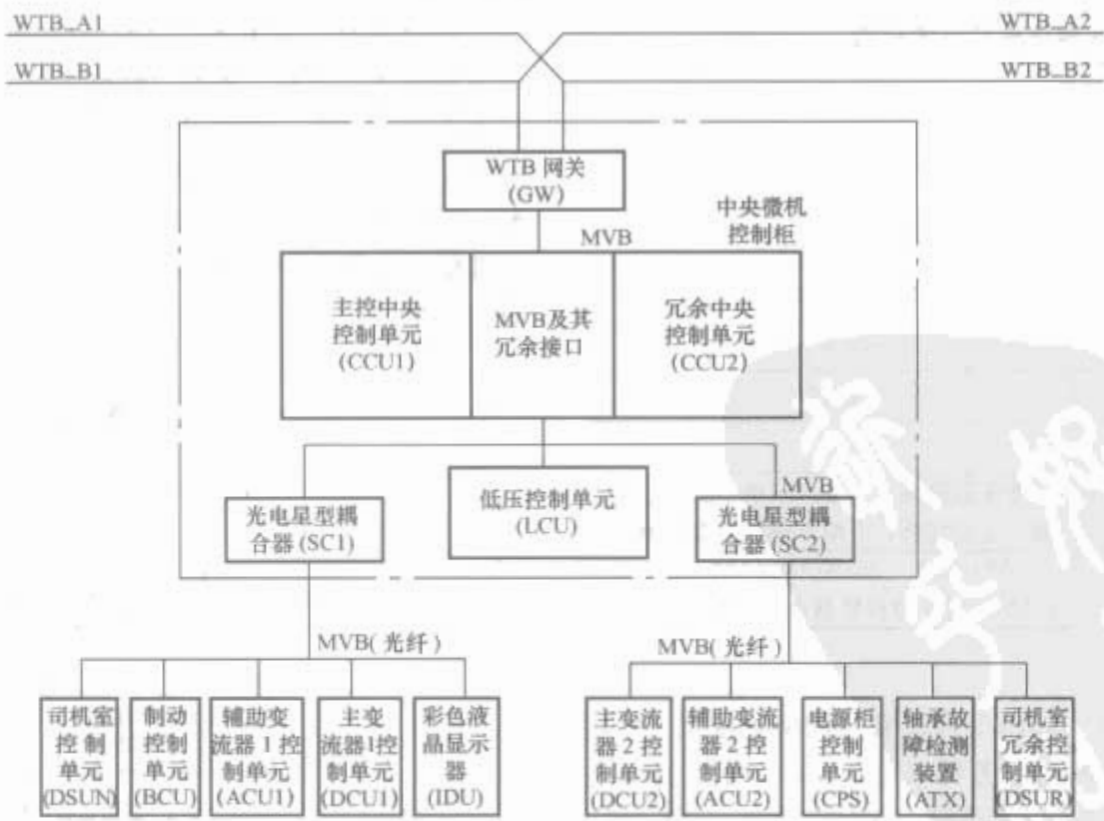 WTB_A1
WTB_A2
WTB_B1
WTB_B2
WTB 网关
(GW)
中央微机
控制柜
MVB
主控中央
控制单元
(CCU1)
MVB及其
冗余接口
冗余中央
控制单元
(CCU2)
光电星型耦
合器(SC1)
低压控制单元
(LCU)
MVB
光电星型耦
合器(SC2)
MVB(光纤)
MVB(光纤)
司机室
控 制
单元
(DSUN)
制动
控制
单元
(BCU)
辅助变
流器 1 控
制单元
(ACU1)
主变
流器1控
制单元
(DCU1)
彩色液
晶显示
器
(IDU)
主变流
器 2 控
制单元
(DCU2)
辅助变流
器 2 控
制单元
(ACU2)
电源柜
控制
单元
(CPS)
轴承故
障检测
装置
(ATX)
司机室
冗余控
制单元
(DSUR)